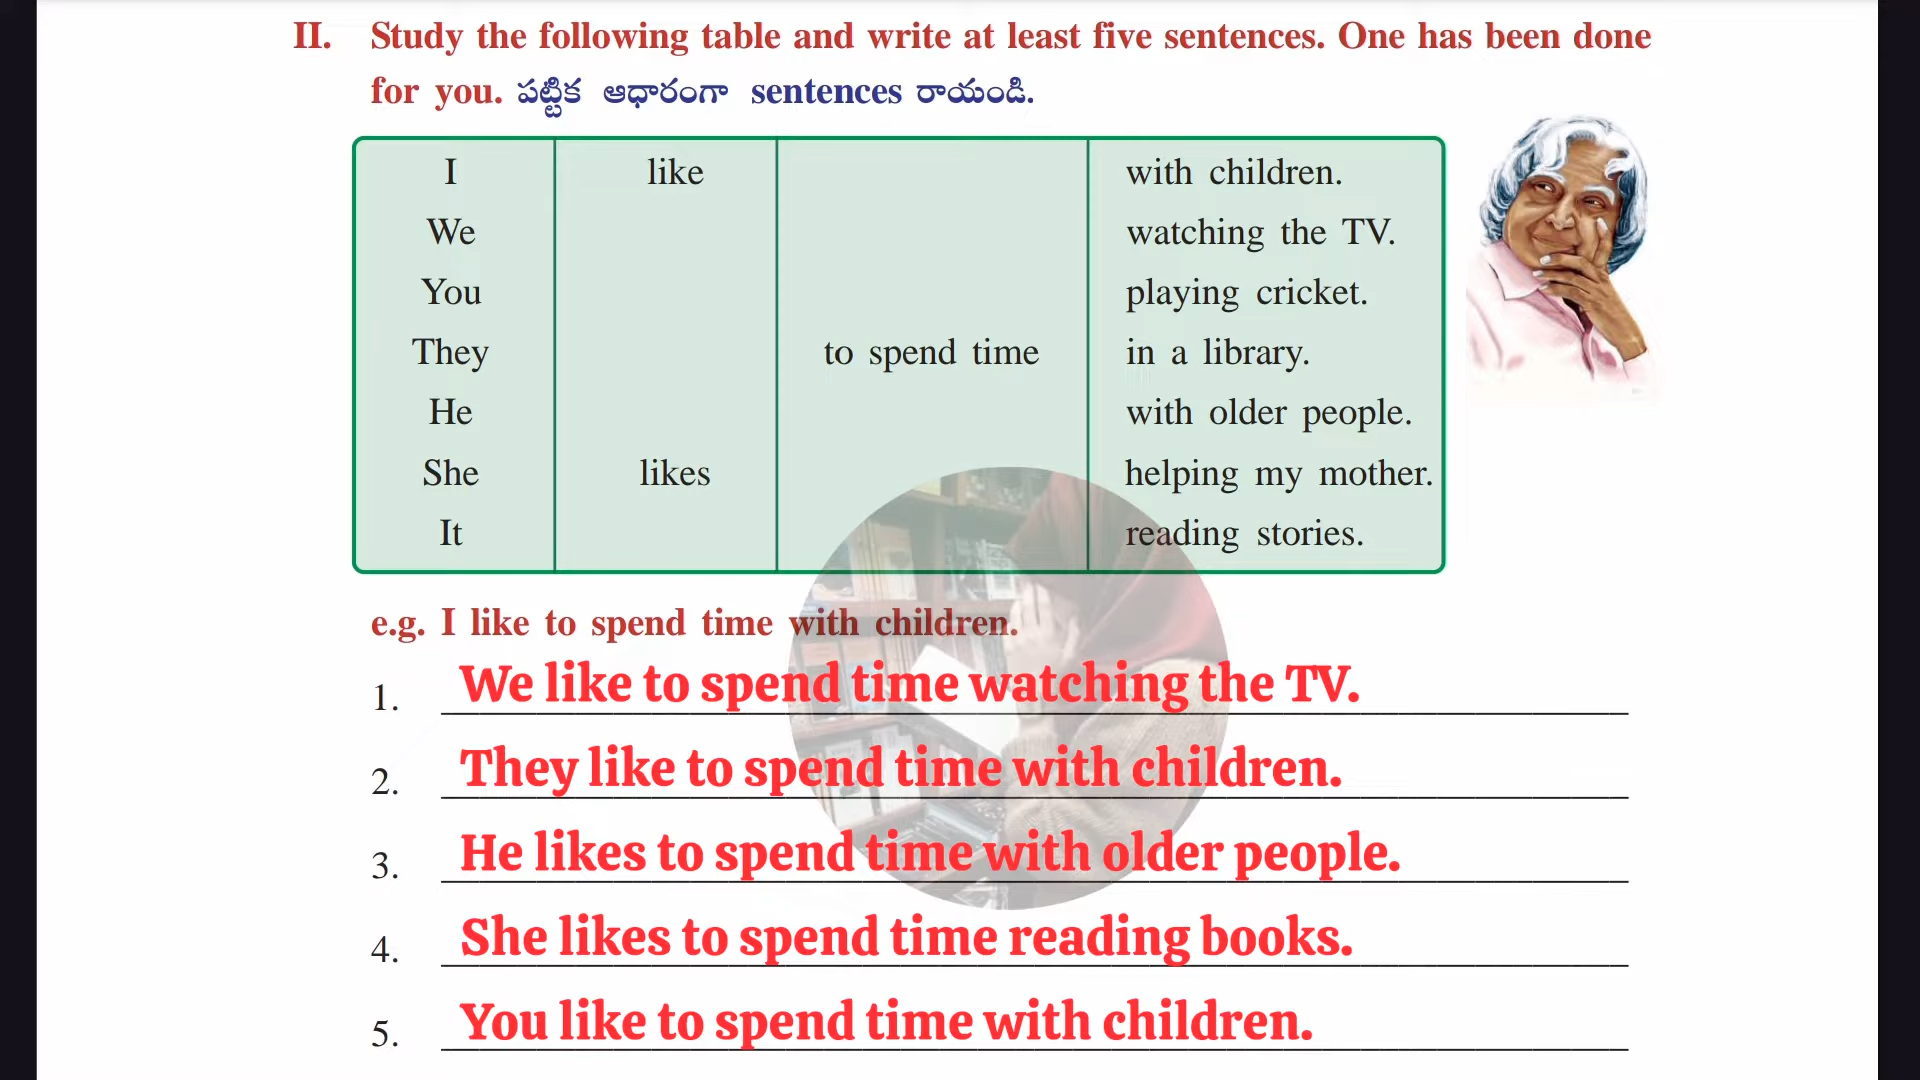 II. Study the following table and write at least five sentences. One has been done
for you. పట్టిక ఆధారంగా sentences రాయండి.
I like with children.
We watching the TV.
You playing cricket.
They to spend time in a library.
He with older people.
She likes helping my mother.
It reading stories.
e.g. I like to spend time with children.
1. We like to spend time watching the TV.
2. They like to spend time with children.
3. He likes to spend time with older people.
4. She likes to spend time reading books.
5. You like to spend time with children.